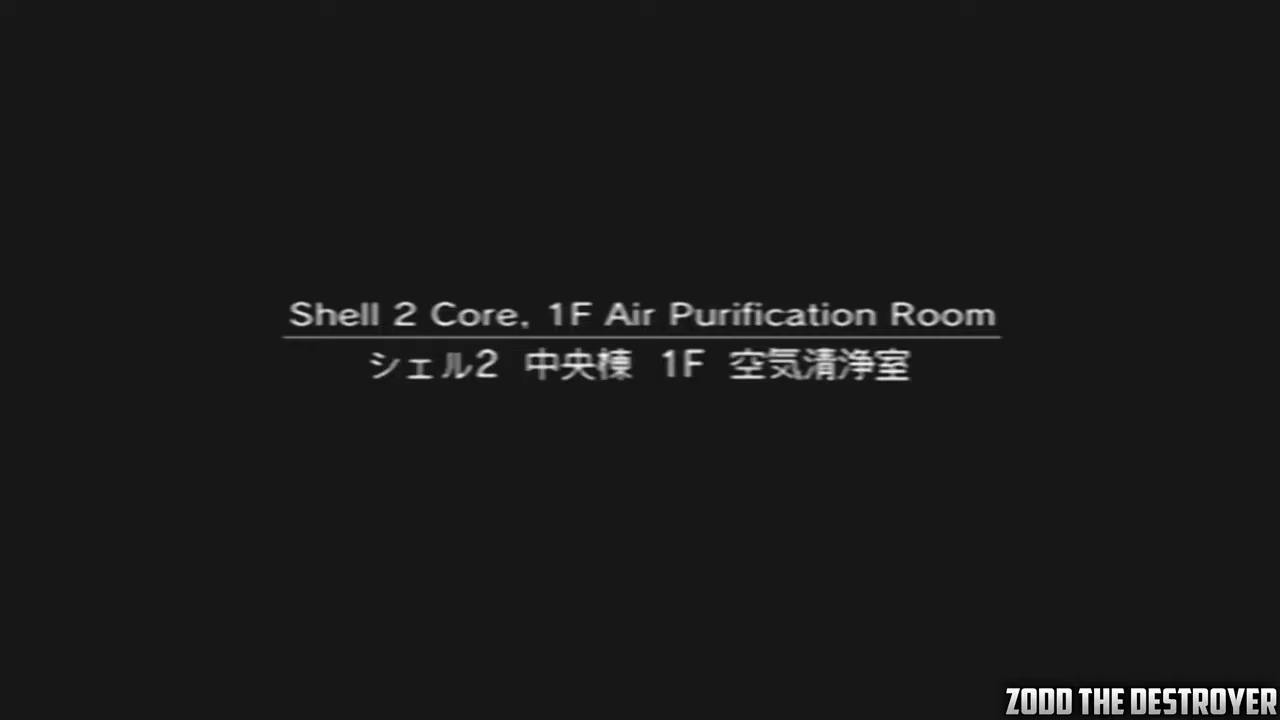 Shell 2 Core, 1F Air Purification Room
シェル2 中央棟 1F 空気清浄室
ZODD THE DESTROYER